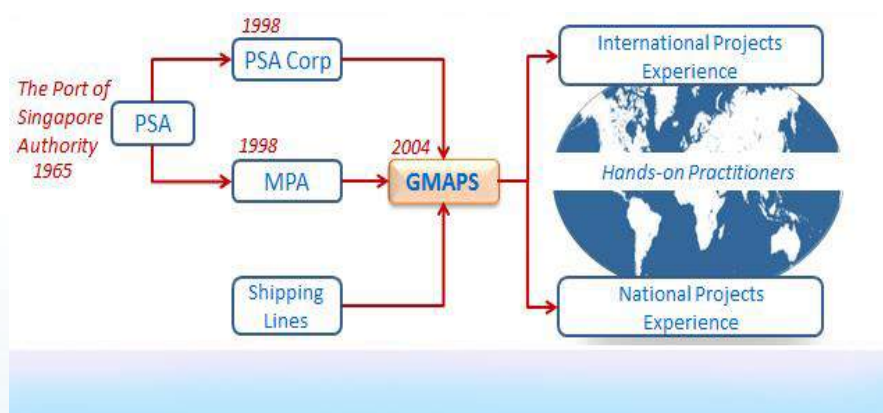 The Port of
Singapore
Authority
1965
PSA
1998
PSA Corp
1998
MPA
Shipping
Lines
2004
GMAPS
International Projects
Experience
Hands-on Practitioners
National Projects
Experience